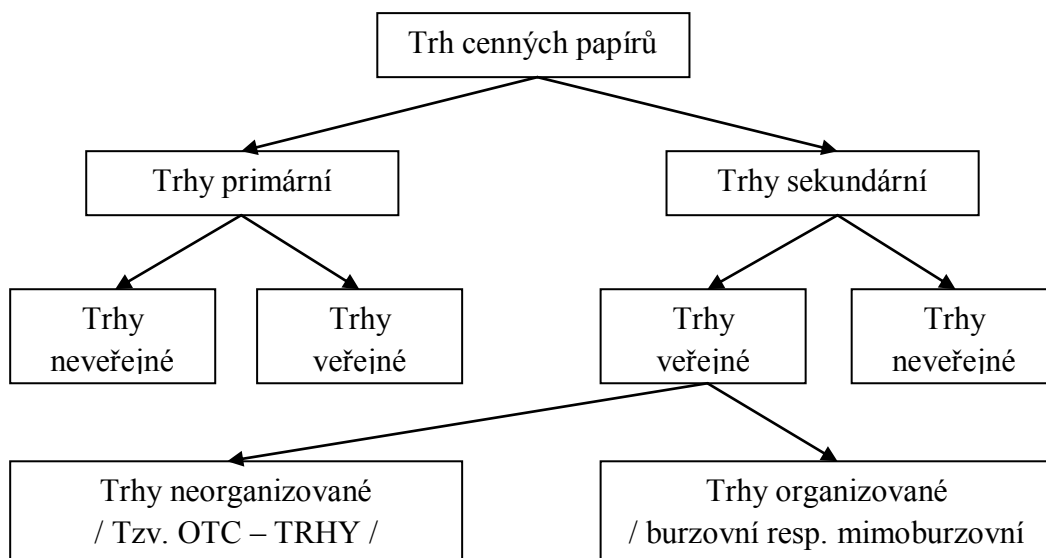 Trh cenných papírů
Trhy primární
Trhy sekundární
Trhy
neveřejné
Trhy
veřejné
Trhy
veřejné
Trhy
neveřejné
Trhy neorganizované
/ Tzv. OTC – TRHY /
Trhy organizované
/ burzovní resp. mimoburzovní